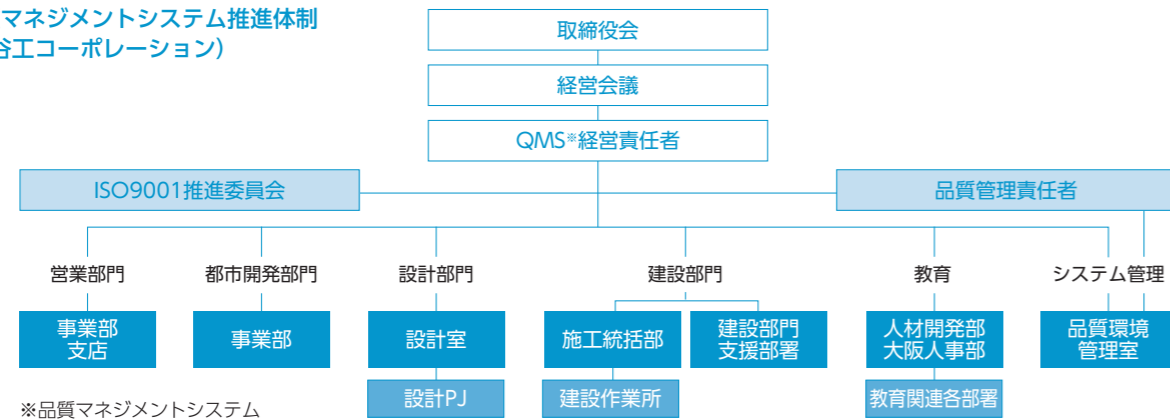 マネジメントシステム推進体制
谷工コーポレーション）
取締役会
経営会議
QMS※経営責任者
ISO9001推進委員会
品質管理責任者
営業部門
都市開発部門
設計部門
建設部門
教育
システム管理
事業部
支店
事業部
設計室
施工統括部
建設部門
支援部署
人材開発部
大阪人事部
品質環境
管理室
設計PJ
建設作業所
教育関連各部署
※品質マネジメントシステム